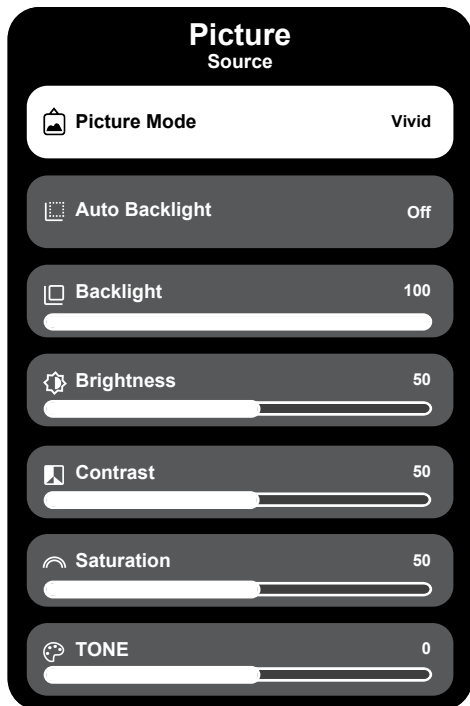 Picture
Source
Picture Mode Vivid
Auto Backlight Off
Backlight 100
Brightness 50
Contrast 50
Saturation 50
TONE 0